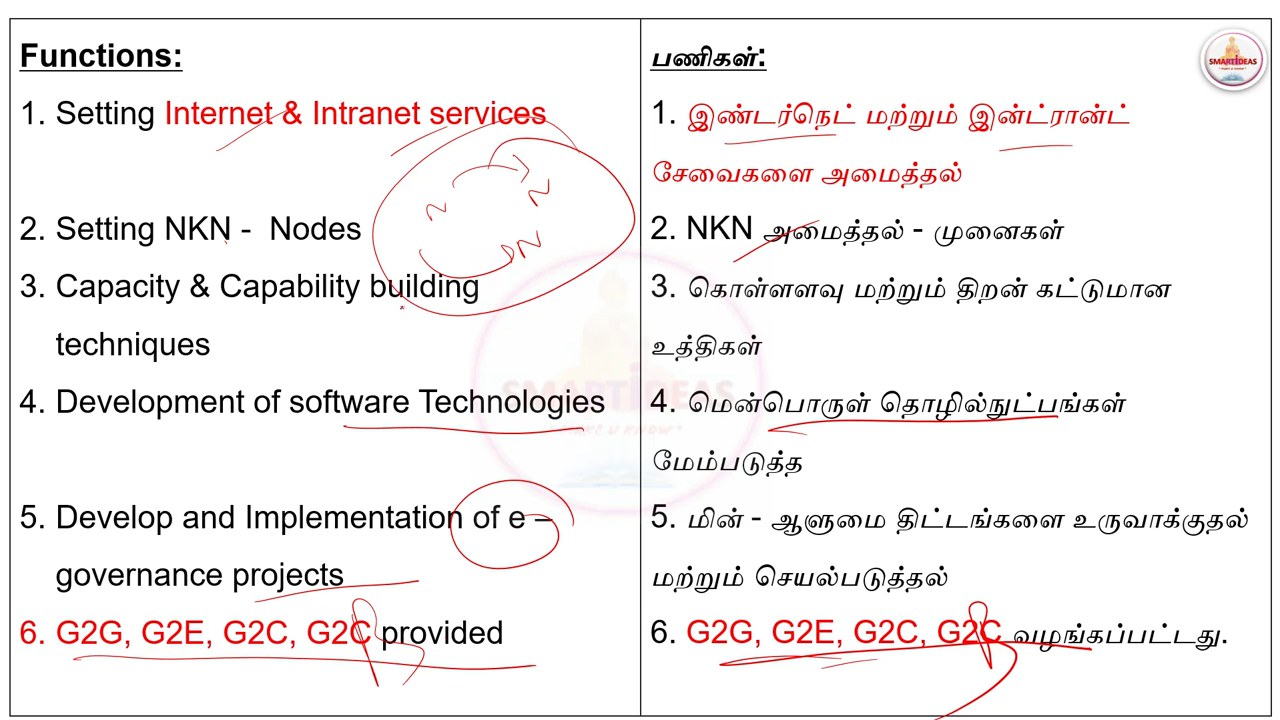 Functions:
1. Setting Internet & Intranet services
2. Setting NKN - Nodes
3. Capacity & Capability building
techniques
4. Development of software Technologies
5. Develop and Implementation of e –
governance projects
6. G2G, G2E, G2C, G2C provided
பணிகள்:
1. இண்டர்நெட் மற்றும் இன்ட்ரான்ட்
சேவைகளை அமைத்தல்
2. NKN அமைத்தல் - முனைகள்
3. கொள்ளளவு மற்றும் திறன் கட்டுமான
உத்திகள்
4. மென்பொருள் தொழில்நுட்பங்கள்
மேம்படுத்த
5. மின் - ஆளுமை திட்டங்களை உருவாக்குதல்
மற்றும் செயல்படுத்தல்
6. G2G, G2E, G2C, G2C வழங்கப்பட்டது.
N
N
N
SMARTIDEAS
SMARTIDEAS